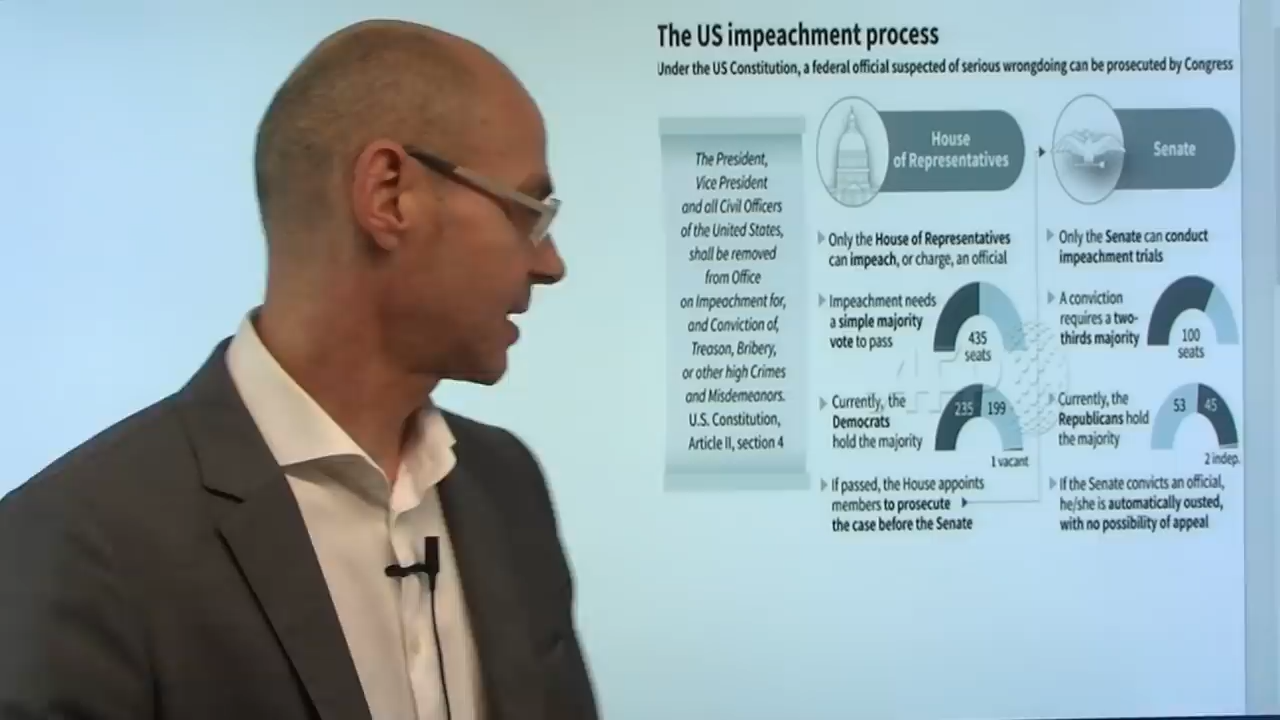 The US impeachment process
Under the US Constitution, a federal official suspected of serious wrongdoing can be prosecuted by Congress
The President,
Vice President
and all Civil Officers
of the United States,
shall be removed
from Office
on Impeachment for,
and Conviction of,
Treason, Bribery,
or other high Crimes
and Misdemeanors.
U.S. Constitution,
Article II, section 4
House
of Representatives
Only the House of Representatives
can impeach, or charge, an official
Impeachment needs
a simple majority
vote to pass
435
seats
Currently, the
Democrats
hold the majority
235 199
1 vacant
If passed, the House appoints
members to prosecute
the case before the Senate
Senate
Only the Senate can conduct
impeachment trials
A conviction
requires a two-
thirds majority
100
seats
Currently, the
Republicans hold
the majority
53 45
2 indep.
If the Senate convicts an official,
he/she is automatically ousted,
with no possibility of appeal
AFP